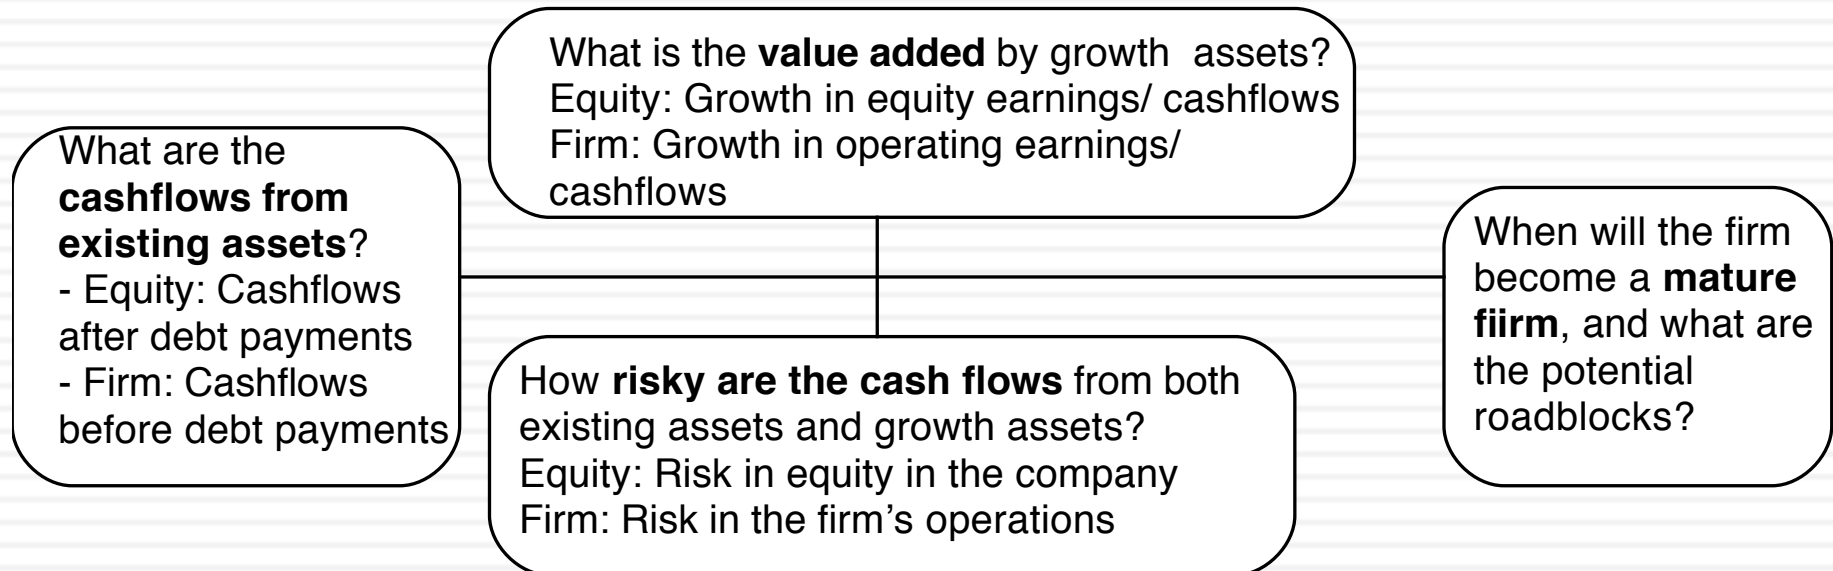 What is the value added by growth  assets?
Equity: Growth in equity earnings/ cashflows
Firm: Growth in operating earnings/
cashflows
What are the
cashflows from
existing assets?
- Equity: Cashflows
after debt payments
- Firm: Cashflows
before debt payments
How risky are the cash flows from both
existing assets and growth assets?
Equity: Risk in equity in the company
Firm: Risk in the firm’s operations
When will the firm
become a mature
fiirm, and what are
the potential
roadblocks?